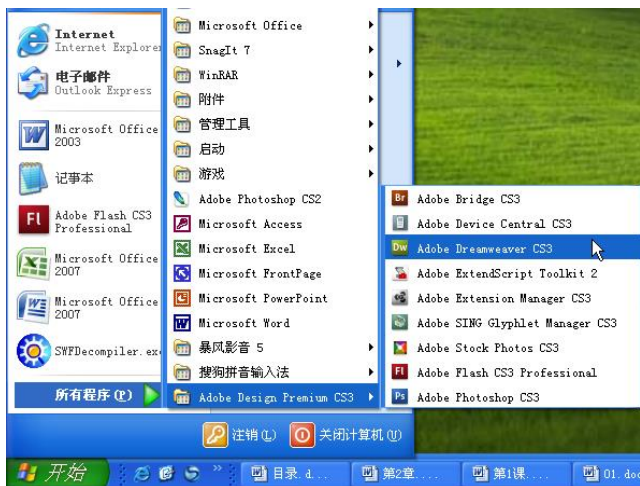 Internet
Internet Explorer
电子邮件
Outlook Express
Microsoft Office
2003
记事本
Adobe Flash CS3
Professional
Microsoft Office
2007
Microsoft Office
2007
SWFDecompiler.ex
所有程序(P)
Microsoft Office
SnagIt 7
WinRAR
附件
管理工具
启动
游戏
Adobe Photoshop CS2
Microsoft Access
Microsoft Excel
Microsoft FrontPage
Microsoft PowerPoint
Microsoft Word
暴风影音 5
搜狗拼音输入法
Adobe Design Premium CS3
Br Adobe Bridge CS3
Adobe Device Central CS3
Dw Adobe Dreamweaver CS3
Adobe ExtendScript Toolkit 2
Adobe Extension Manager CS3
Adobe SING Glyphlet Manager CS3
Adobe Stock Photos CS3
Fl Adobe Flash CS3 Professional
Ps Adobe Photoshop CS3
注销(L) 关闭计算机(U)
开始 目录.d... 第2章.... 第1课.... 01.doc